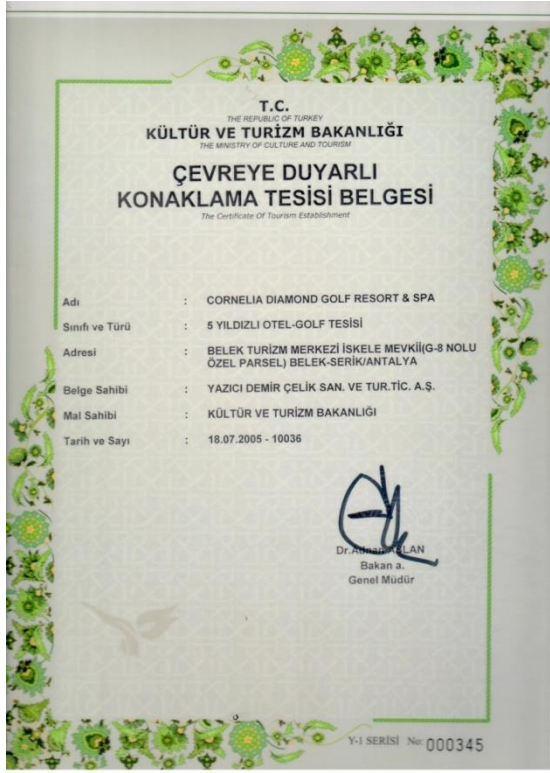 T.C.
THE REPUBLIC OF TURKEY
KÜLTÜR VE TURİZM BAKANLIĞI
THE MINISTRY OF CULTURE AND TOURISM
ÇEVREYE DUYARLI
KONAKLAMA TESİSİ BELGESİ
The Certificate Of Tourism Establishment
Adı : CORNELIA DIAMOND GOLF RESORT & SPA
Sınıfı ve Türü : 5 YILDIZLI OTEL-GOLF TESİSİ
Adresi : BELEK TURİZM MERKEZİ İSKELE MEVKİİ(G-8 NOLU
ÖZEL PARSEL) BELEK-SERİK/ANTALYA
Belge Sahibi : YAZICI DEMİR ÇELİK SAN. VE TUR.TİC. A.Ş.
Mal Sahibi : KÜLTÜR VE TURİZM BAKANLIĞI
Tarih ve Sayı : 18.07.2005 - 10036
Dr.Adnan ASLAN
Bakan a.
Genel Müdür
Y-1 SERİSİ No: 000345